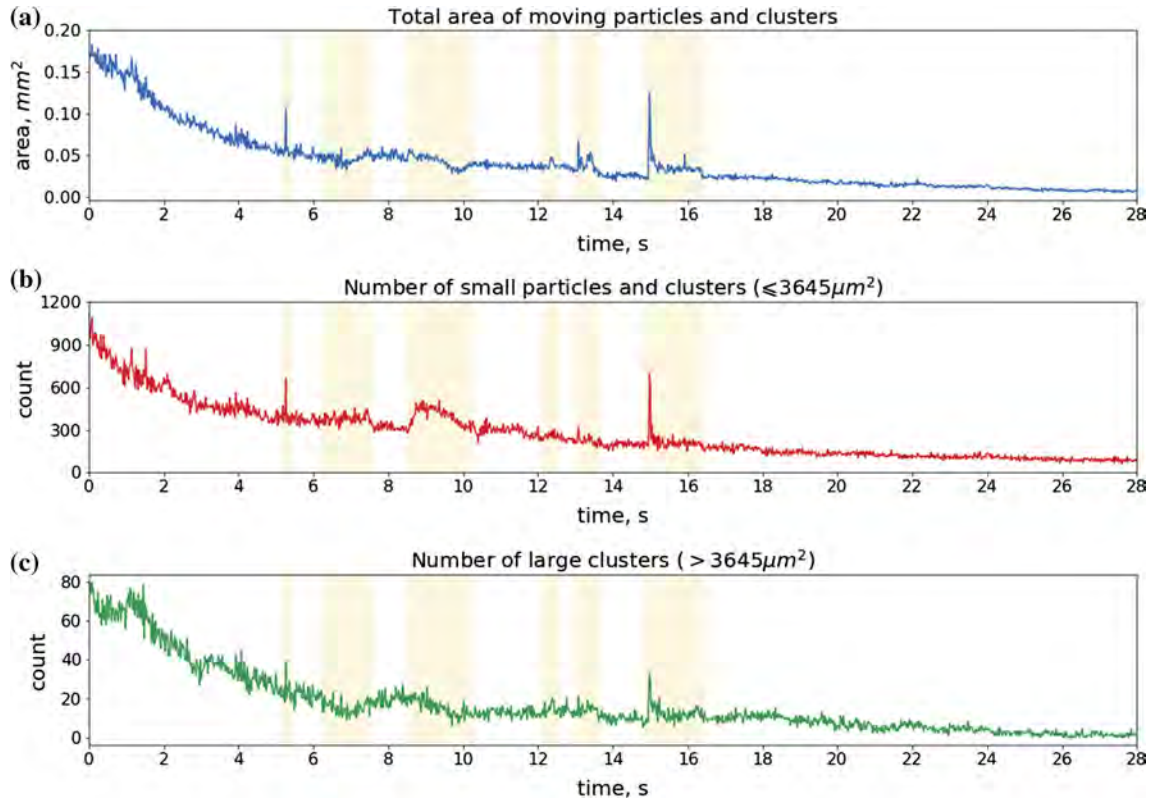 (a)
Total area of moving particles and clusters
area, mm²
0.20
0.15
0.10
0.05
0.00
0 2 4 6 8 10 12 14 16 18 20 22 24 26 28
time, s
(b)
Number of small particles and clusters (⩽3645μm²)
count
1200
900
600
300
0
0 2 4 6 8 10 12 14 16 18 20 22 24 26 28
time, s
(c)
Number of large clusters ( > 3645μm²)
count
80
60
40
20
0
0 2 4 6 8 10 12 14 16 18 20 22 24 26 28
time, s